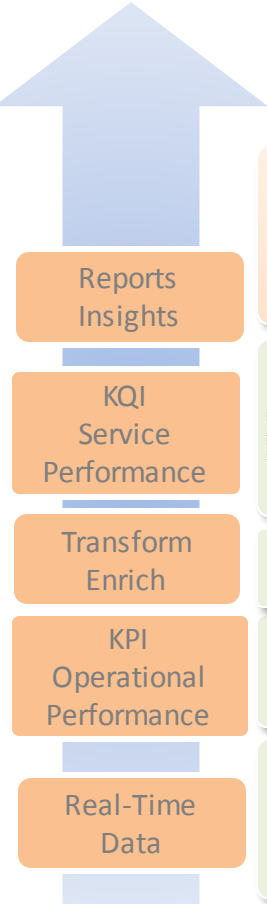 Reports
Insights
KQI
Service
Performance
Transform
Enrich
KPI
Operational
Performance
Real-Time
Data